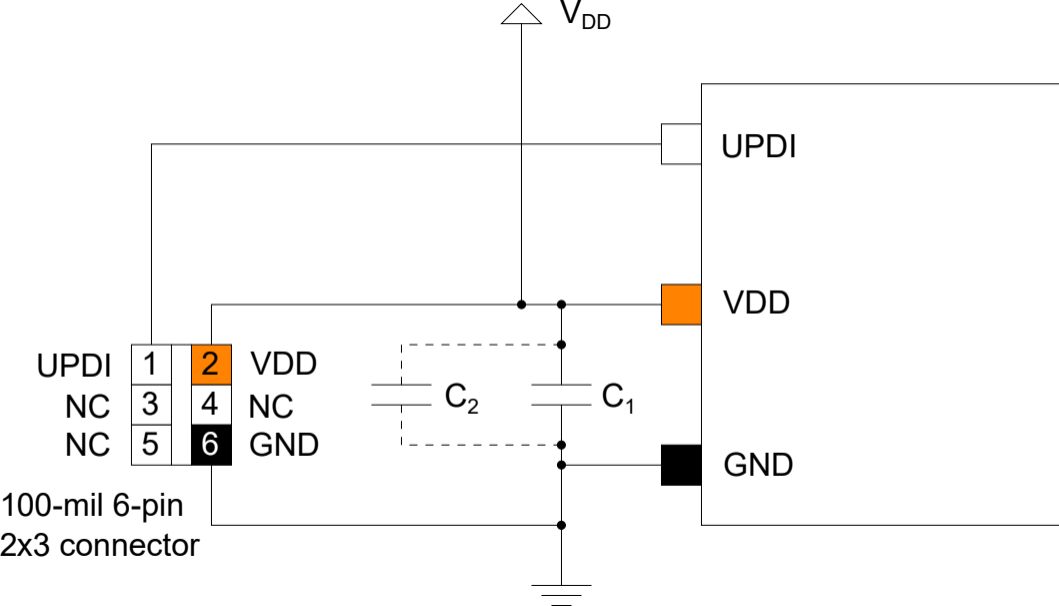 V_DD
UPDI
VDD
UPDI 1 2 VDD
NC 3 4 NC
C₂ C₁
NC 5 6 GND
GND
100-mil 6-pin
2x3 connector